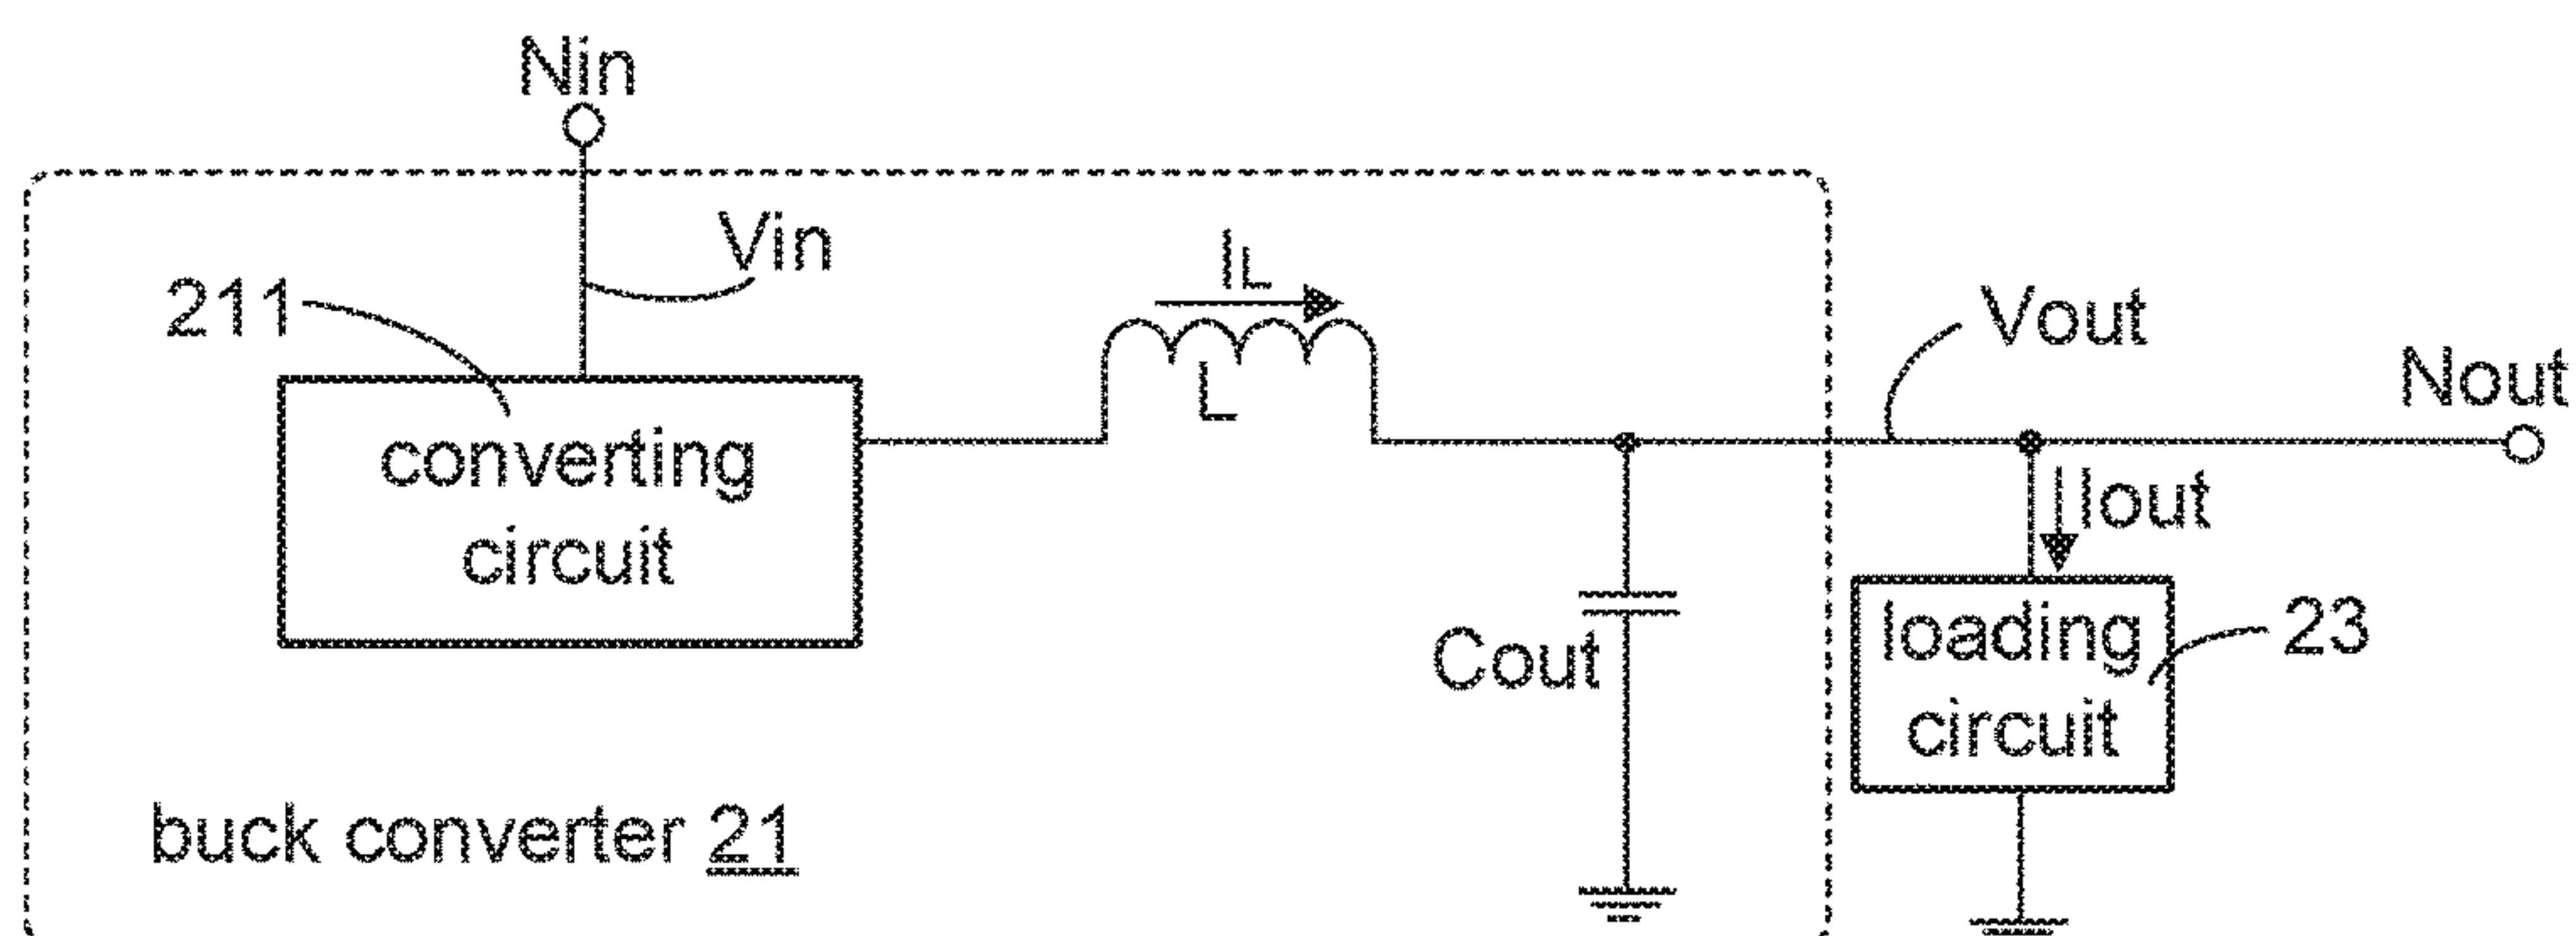 Nin
Vin
211
IL
L
Vout
Nout
converting
circuit
Iout
Cout
loading
circuit
23
buck converter 21